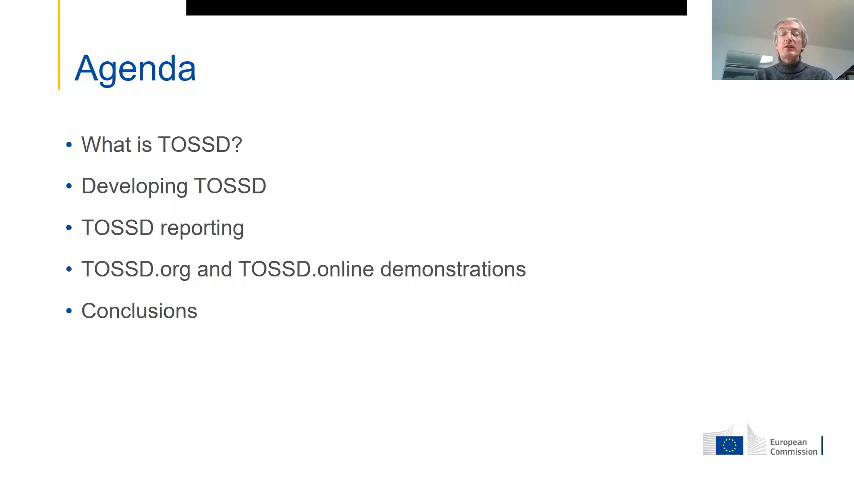 Agenda
• What is TOSSD?
• Developing TOSSD
• TOSSD reporting
• TOSSD.org and TOSSD.online demonstrations
• Conclusions
European
Commission